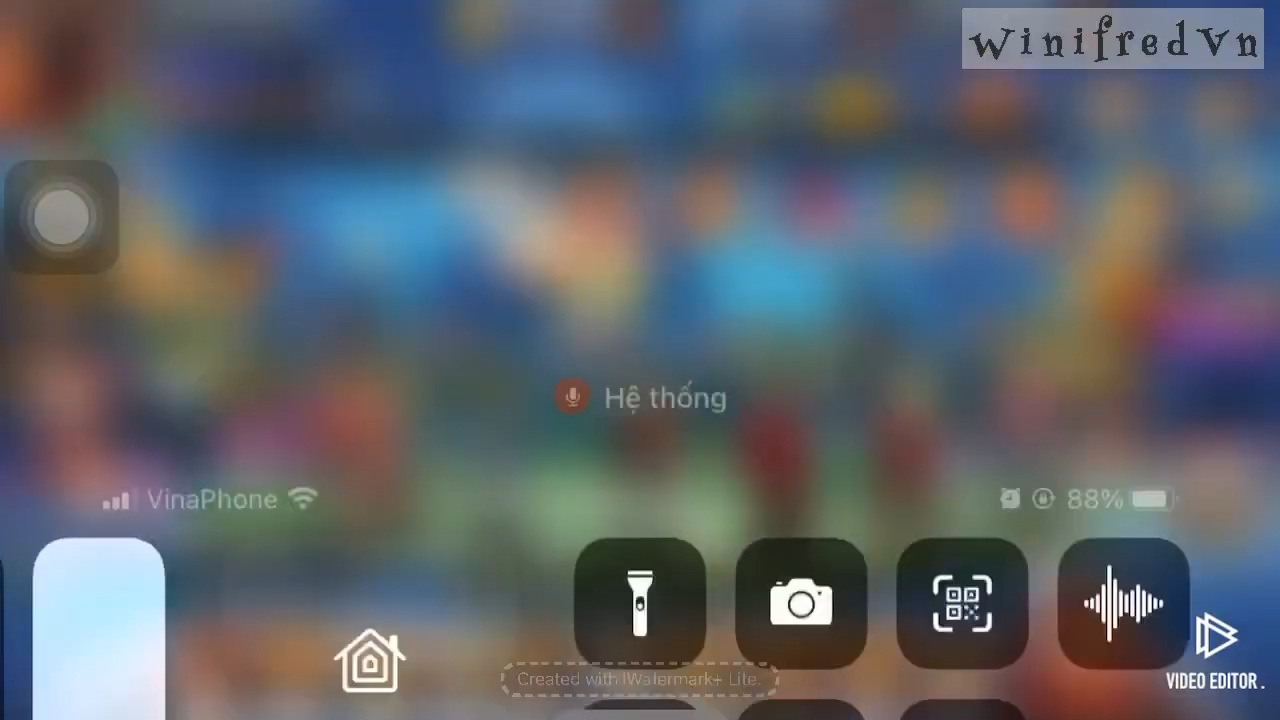 WinifredVn
Hệ thống
VinaPhone
88%
Created with iWatermark+ Lite.
VIDEO EDITOR.